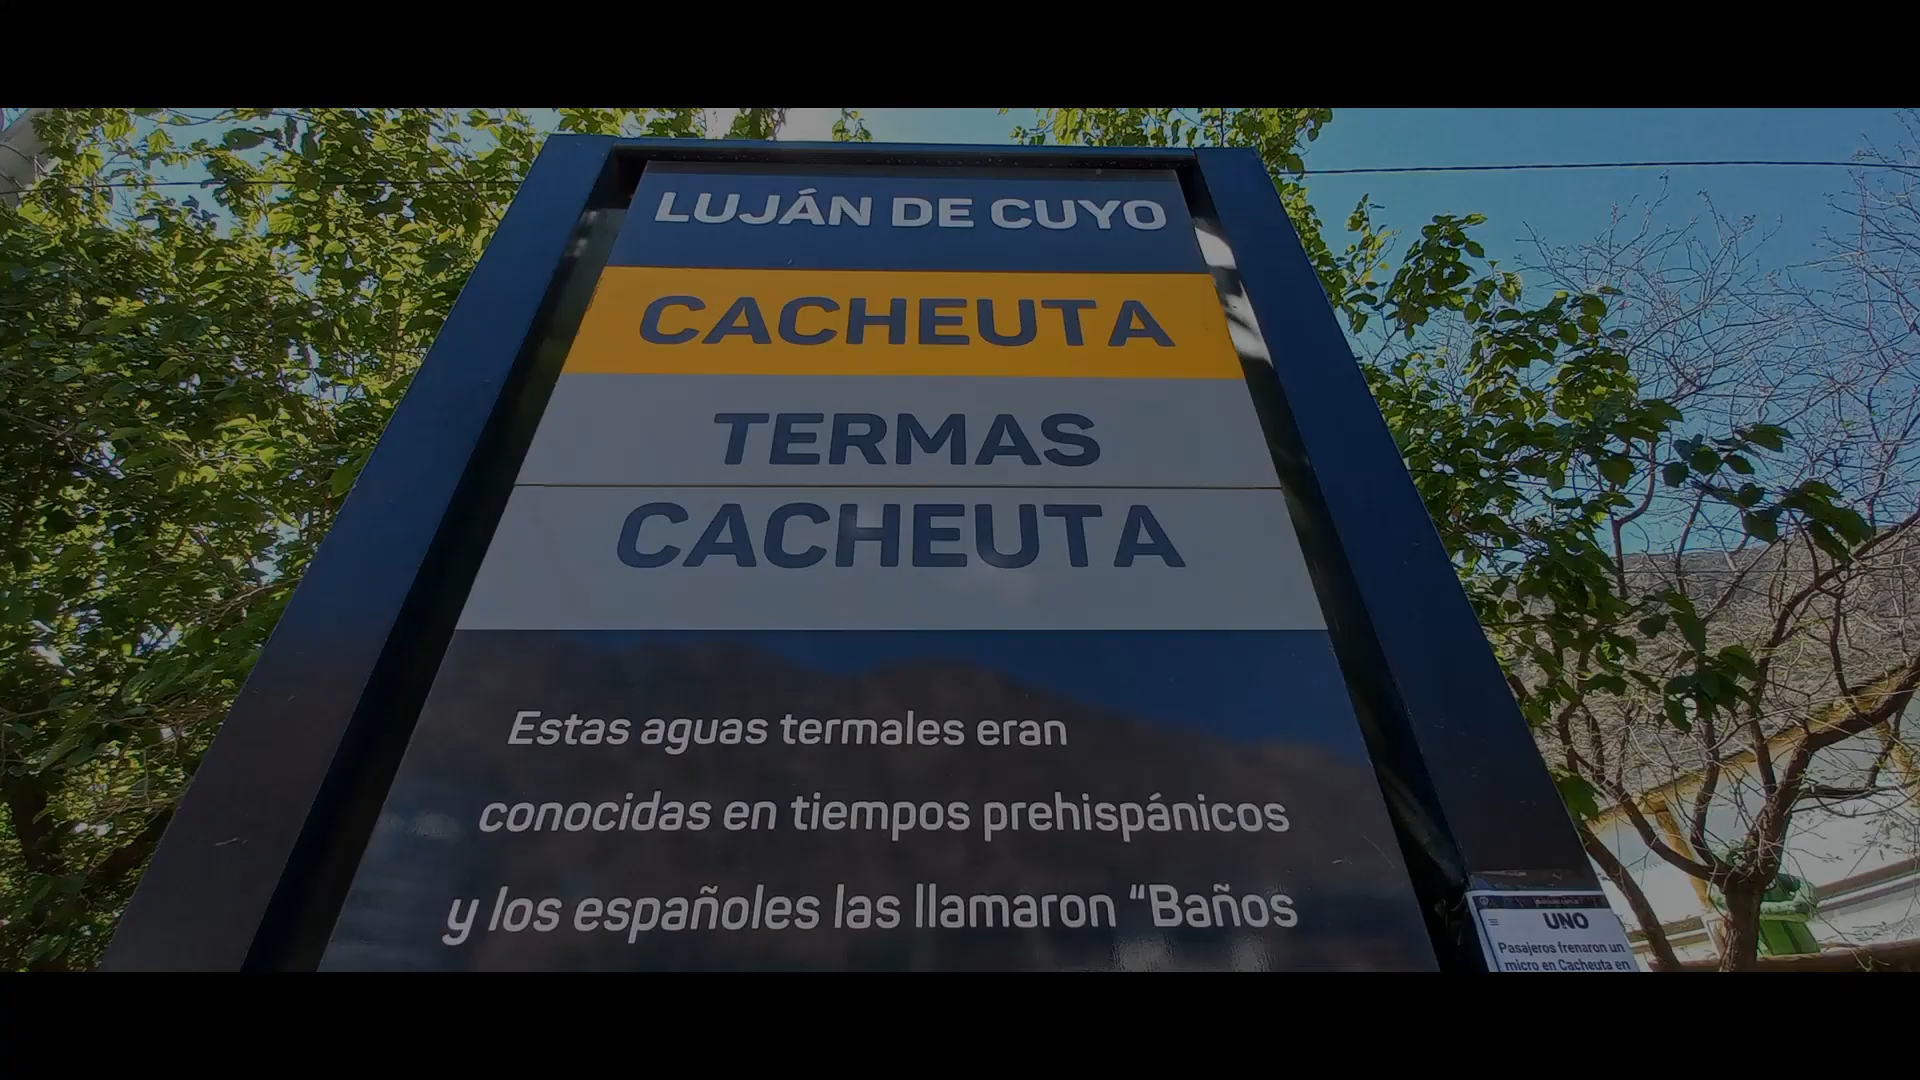 LUJÁN DE CUYO
CACHEUTA
TERMAS
CACHEUTA
Estas aguas termales eran
conocidas en tiempos prehispánicos
y los españoles las llamaron “Baños
UNO
Pasajeros frenaron un
micro en Cacheuta en